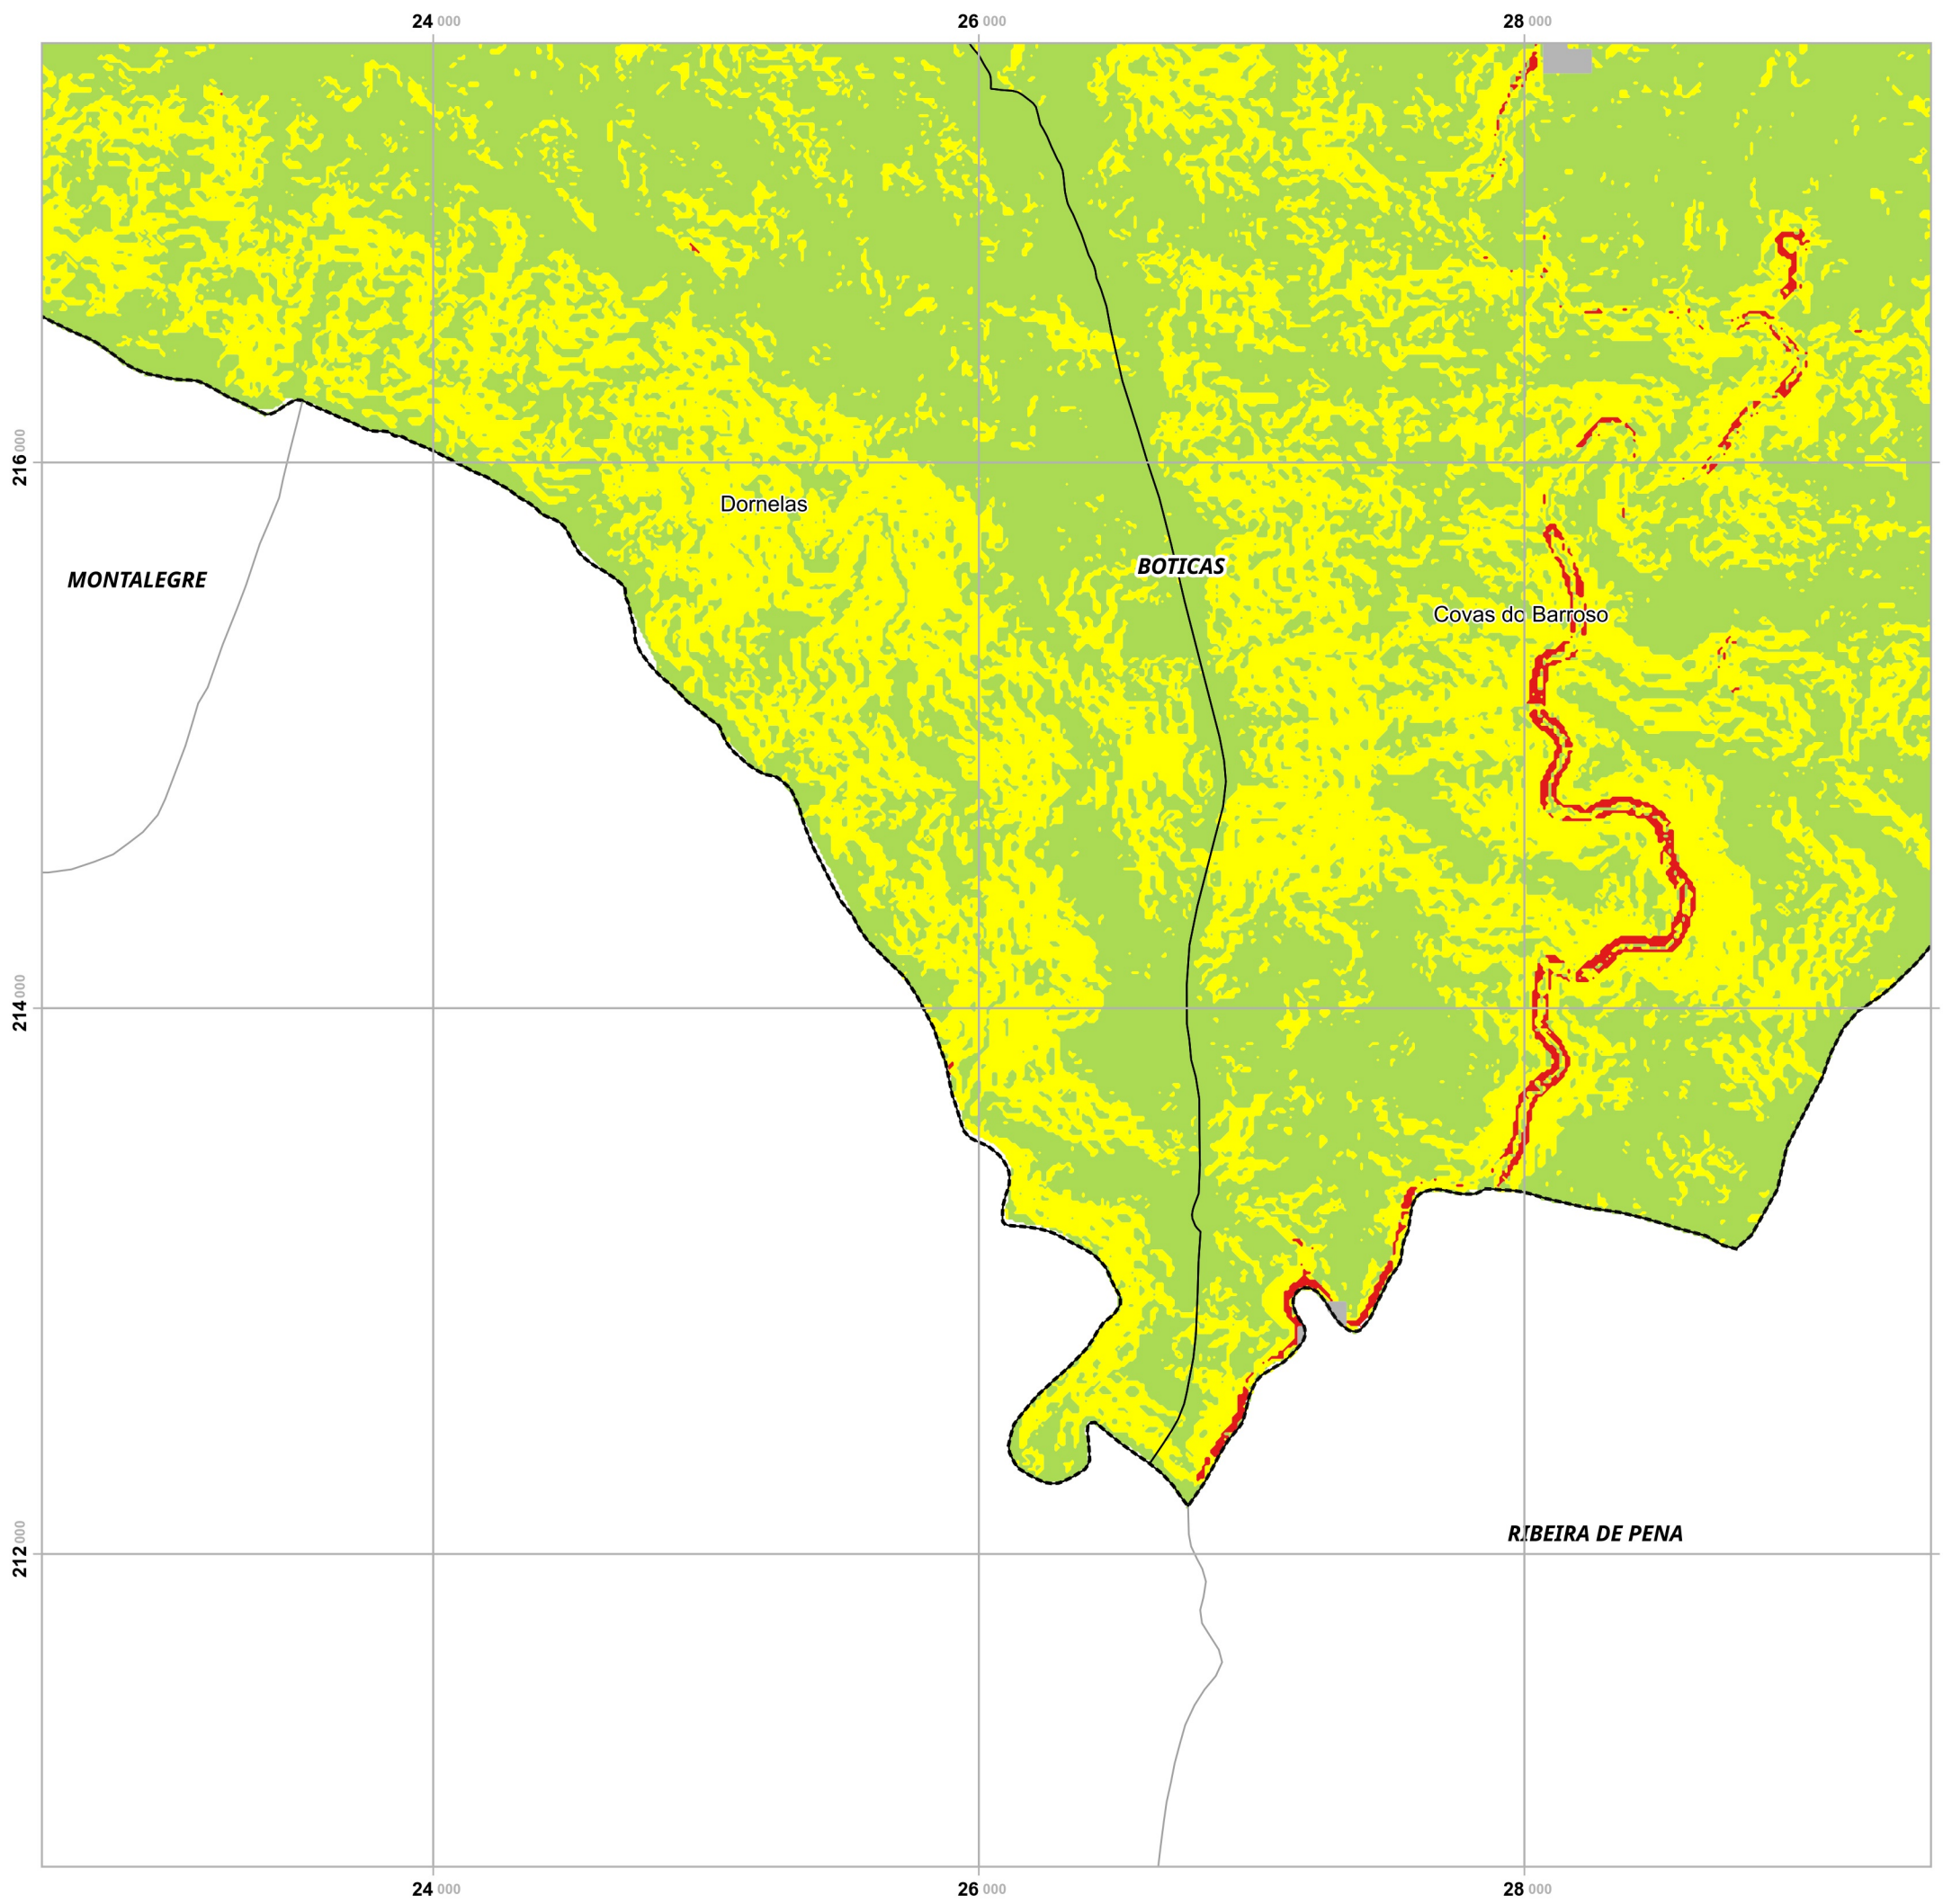 24 000 26 000 28 000
216 000
Dornelas
BOTICAS
MONTALEGRE
Covas do Barroso
214 000
RIBEIRA DE PENA
212 000
24 000 26 000 28 000